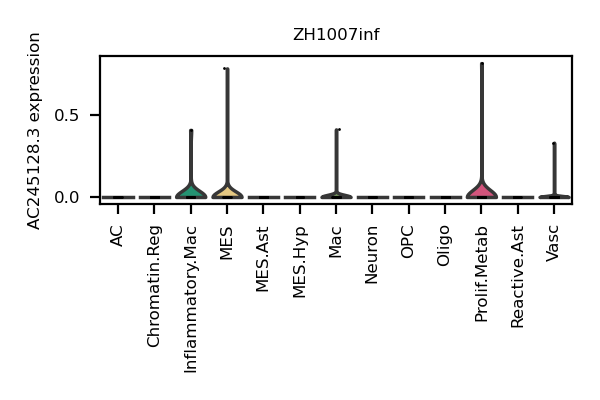 ZH1007inf
AC245128.3 expression
0.5
0.0
AC
Chromatin.Reg
Inflammatory.Mac
MES
MES.Ast
MES.Hyp
Mac
Neuron
OPC
Oligo
Prolif.Metab
Reactive.Ast
Vasc